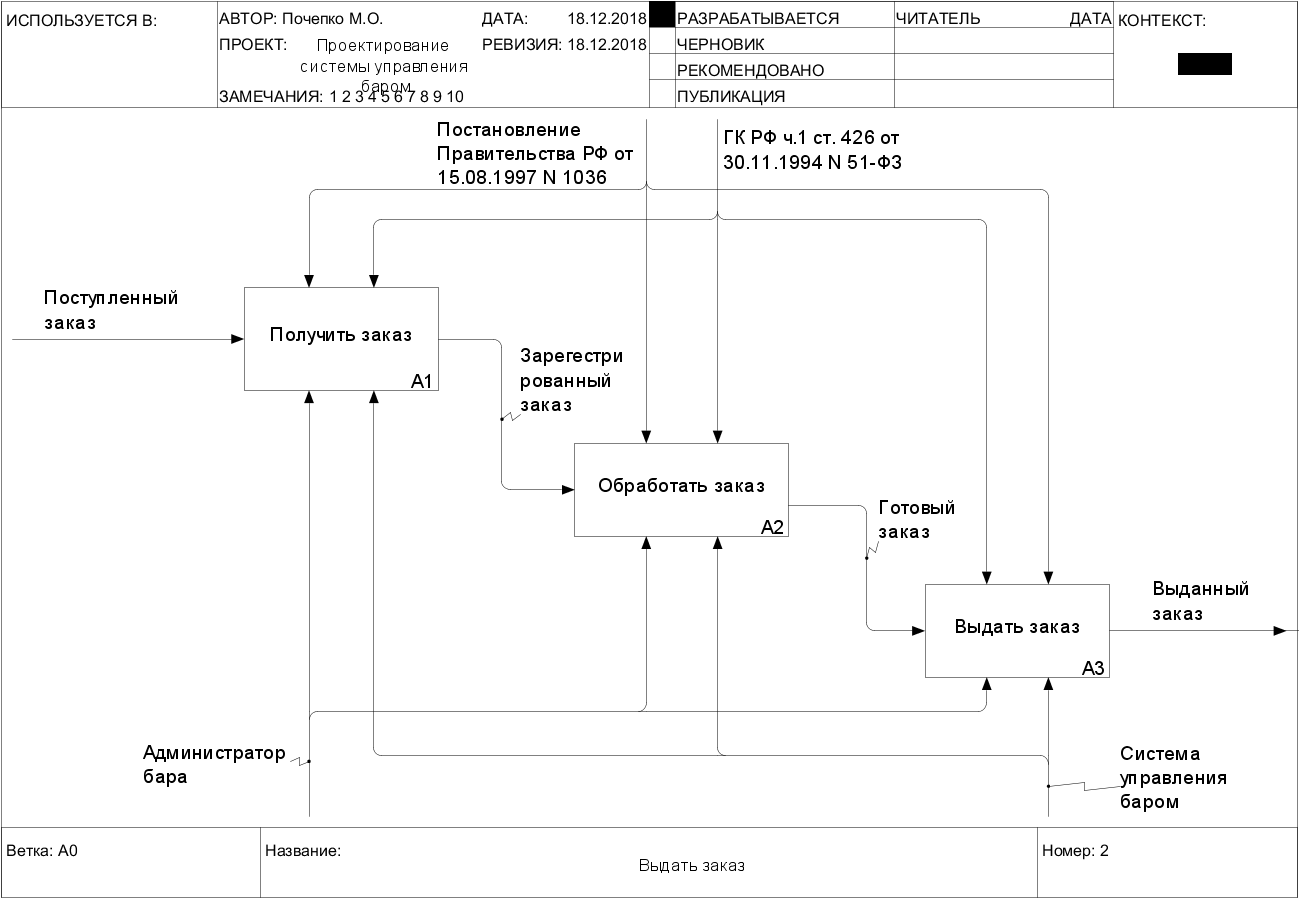 ИСПОЛЬЗУЕТСЯ В:
АВТОР: Почепко М.О.
ДАТА: 18.12.2018
ПРОЕКТ: Проектирование
системы управления
баром
РЕВИЗИЯ: 18.12.2018
ЗАМЕЧАНИЯ: 1 2 3 4 5 6 7 8 9 10
РАЗРАБАТЫВАЕТСЯ
ЧЕРНОВИК
РЕКОМЕНДОВАНО
ПУБЛИКАЦИЯ
ЧИТАТЕЛЬ ДАТА
КОНТЕКСТ:
Постановление
Правительства РФ от
15.08.1997 N 1036
ГК РФ ч.1 ст. 426 от
30.11.1994 N 51-ФЗ
Поступленный
заказ
Получить заказ
A1
Зарегестри
рованный
заказ
Обработать заказ
A2
Готовый
заказ
Выдать заказ
A3
Выданный
заказ
Администратор
бара
Система
управления
баром
Ветка: A0
Название:
Выдать заказ
Номер: 2